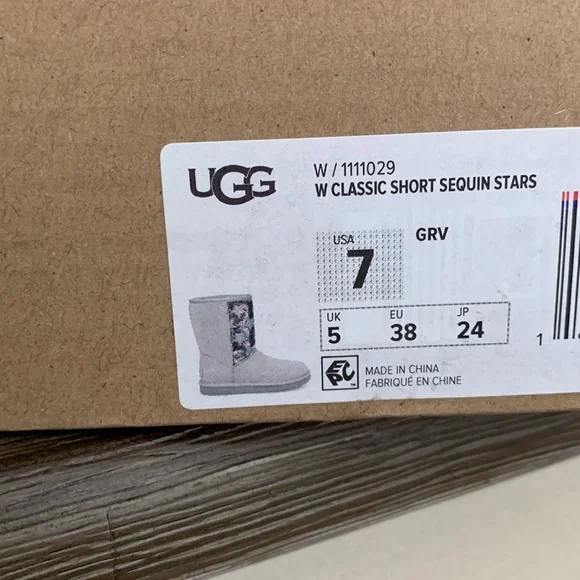 UGG
W / 1111029
W CLASSIC SHORT SEQUIN STARS
USA
7
GRV
UK EU JP
5 38 24
EPC
MADE IN CHINA
FABRIQUÉ EN CHINE
1